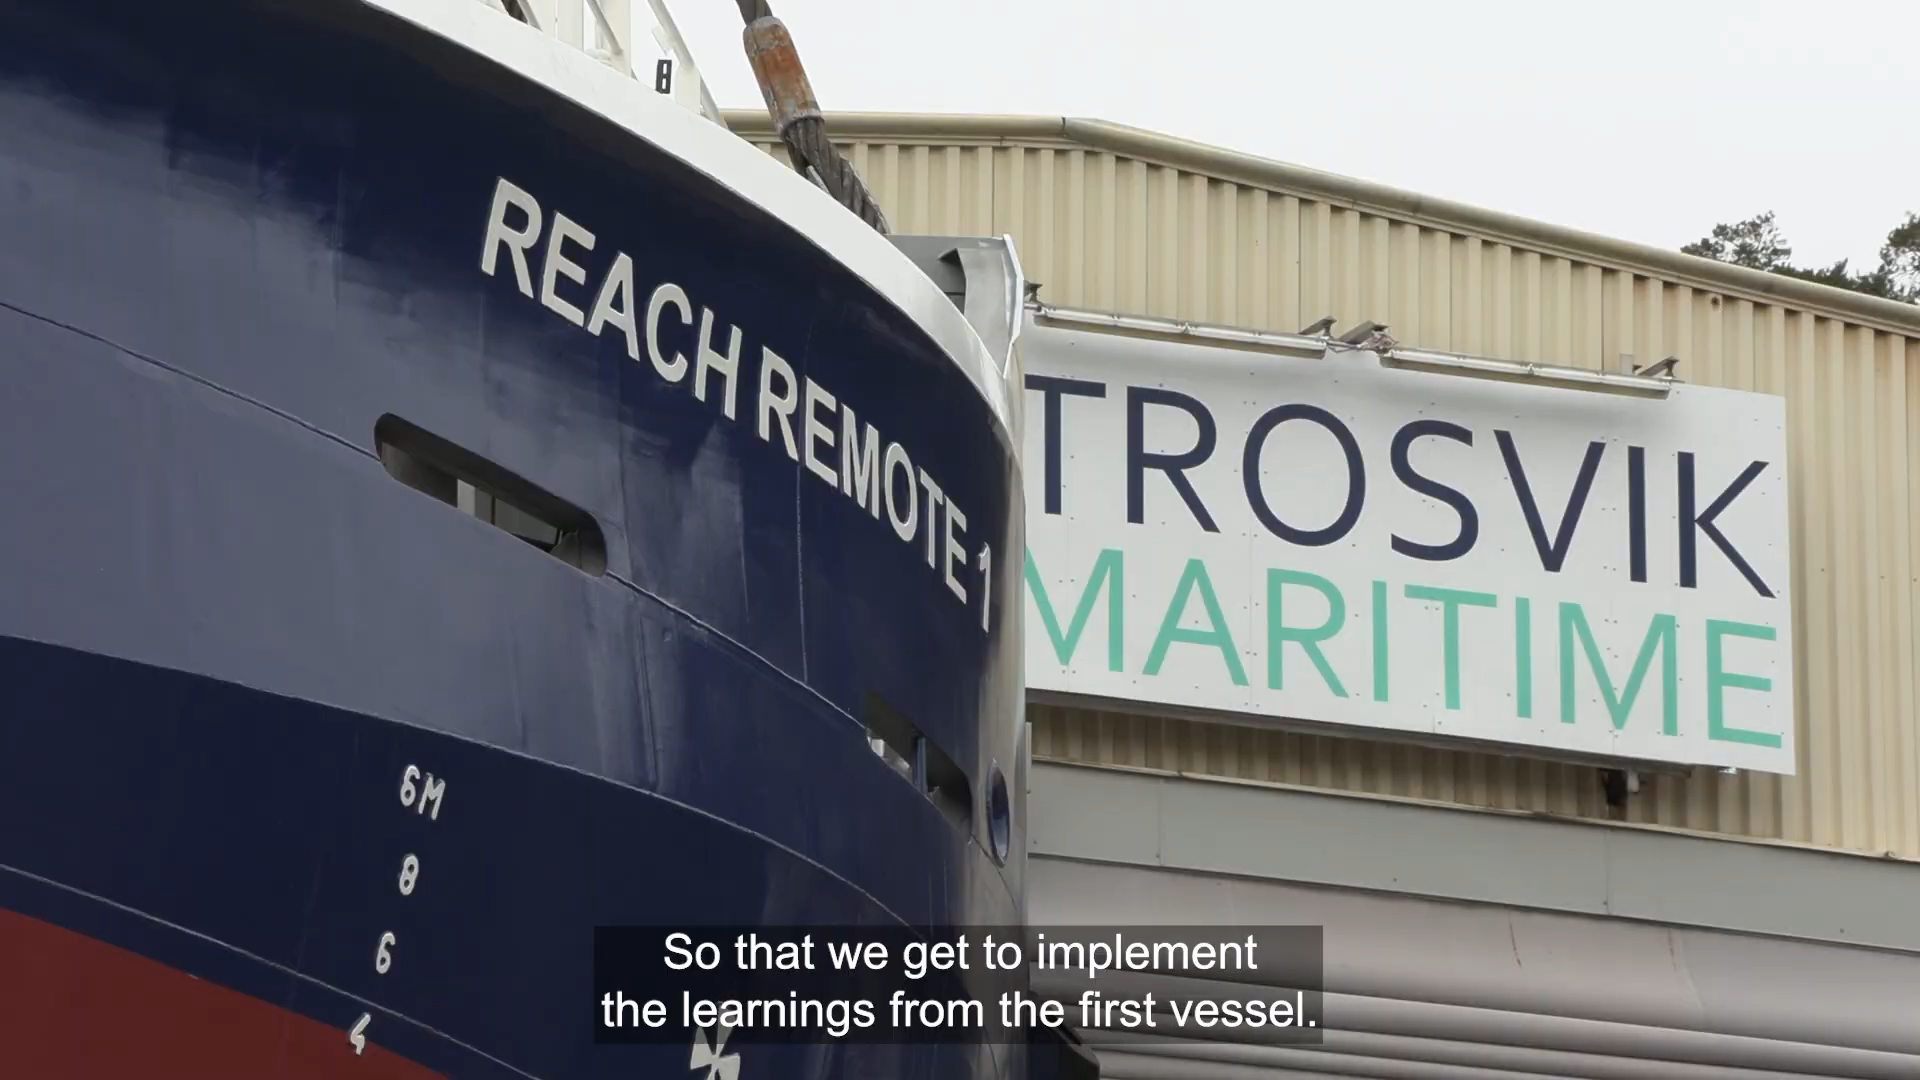 8
REACH REMOTE 1
TROSVIK
MARITIME
6M
8
6
4
So that we get to implement
the learnings from the first vessel.